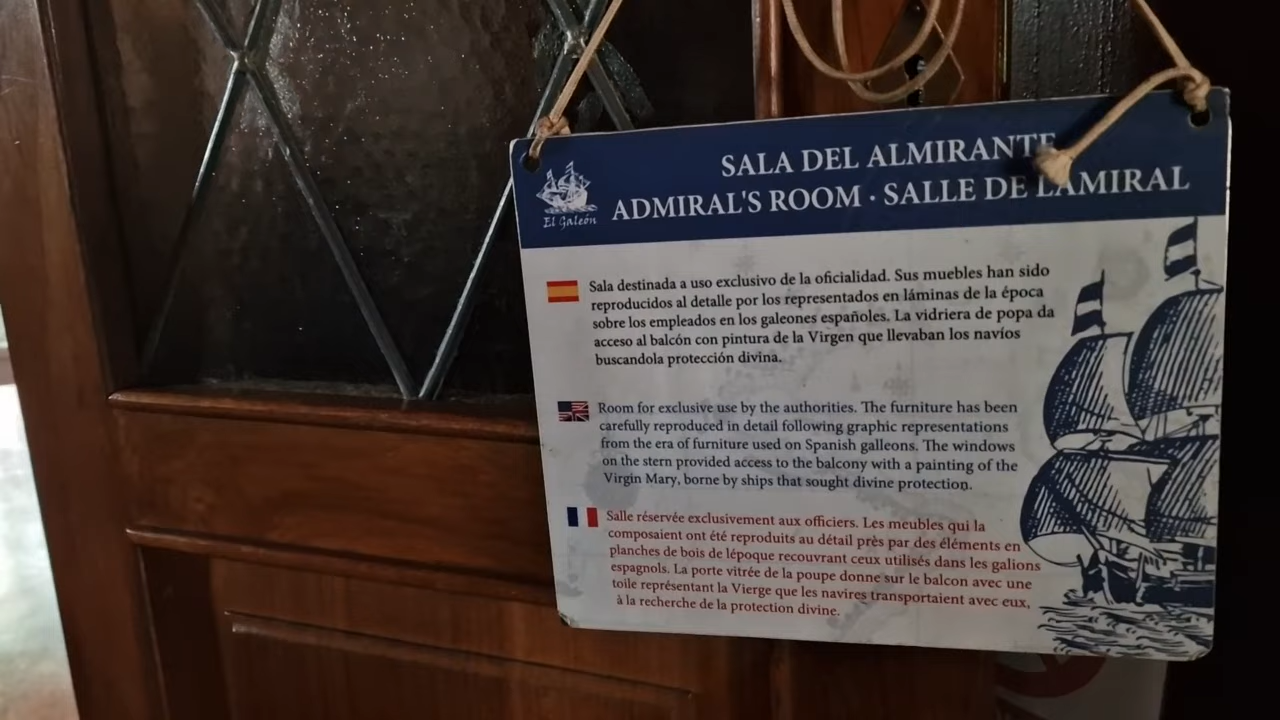 SALA DEL ALMIRANTE
ADMIRAL'S ROOM · SALLE DE LAMIRAL
El Galeón
Sala destinada a uso exclusivo de la oficialidad. Sus muebles han sido
reproducidos al detalle por los representados en láminas de la época
sobre los empleados en los galeones españoles. La vidriera de popa da
acceso al balcón con pintura de la Virgen que llevaban los navíos
buscandola protección divina.
Room for exclusive use by the authorities. The furniture has been
carefully reproduced in detail following graphic representations
from the era of furniture used on Spanish galleons. The windows
on the stern provided access to the balcony with a painting of the
Virgin Mary, borne by ships that sought divine protection.
Salle réservée exclusivement aux officiers. Les meubles qui la
composaient ont été reproduits au détail près par des éléments en
planches de bois de lépoque recouvrant ceux utilisés dans les galions
espagnols. La porte vitrée de la poupe donne sur le balcon avec une
toile représentant la Vierge que les navires transportaient avec eux,
à la recherche de la protection divine.